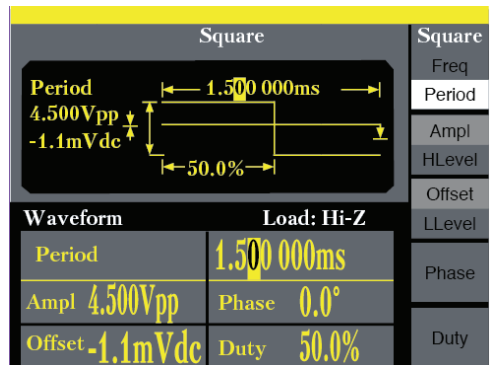 Square
Period
1.500 000ms
4.500Vpp
-1.1mVdc
50.0%
Waveform Load: Hi-Z
Period 1.500 000ms
Ampl 4.500Vpp Phase 0.0°
Offset -1.1mVdc Duty 50.0%
Square
Freq
Period
Ampl
HLevel
Offset
LLevel
Phase
Duty